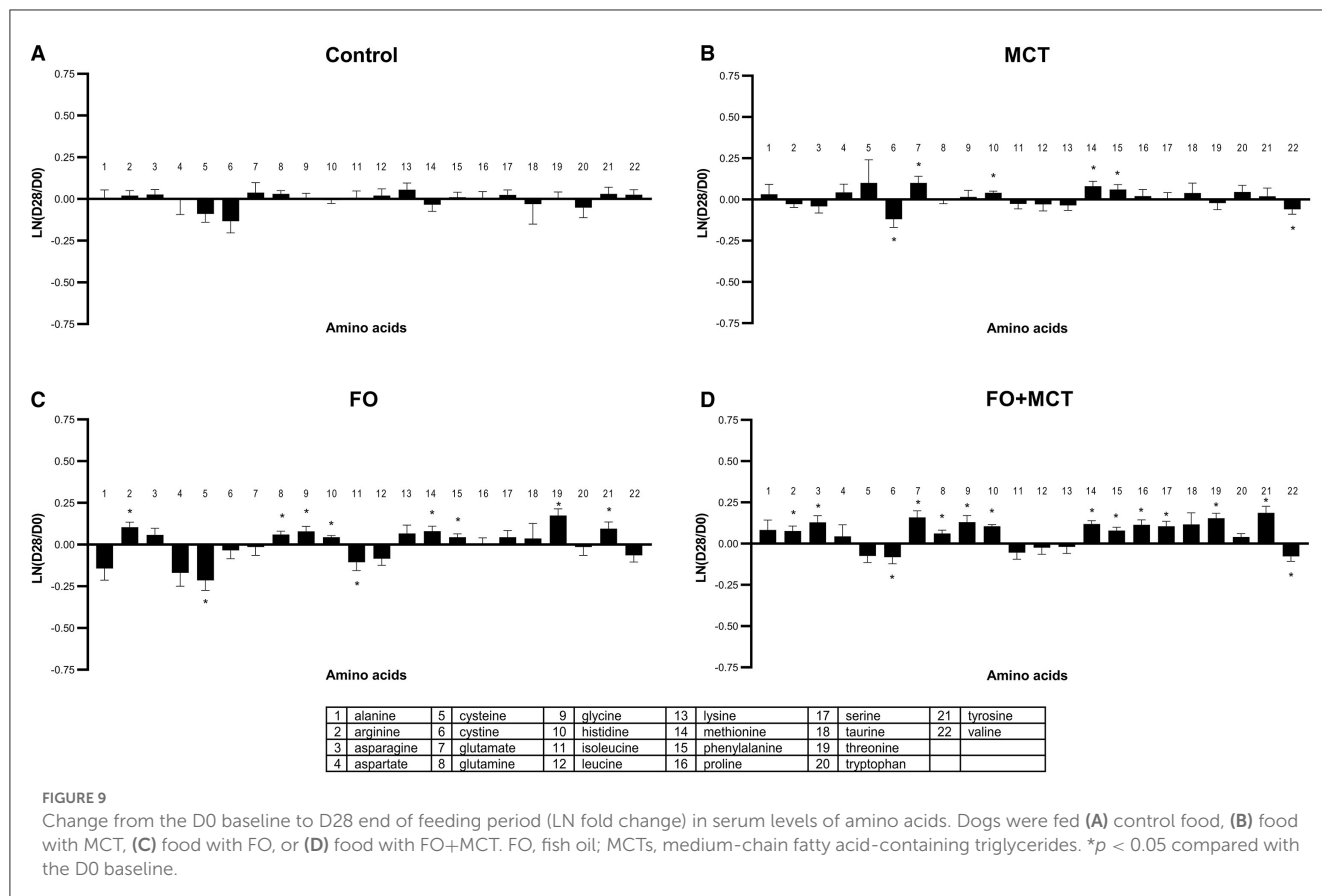 A
Control
0.75
0.50
0.25
0.00
-0.25
-0.50
-0.75
LN(D28/D0)
1 2 3 4 5 6 7 8 9 10 11 12 13 14 15 16 17 18 19 20 21 22
Amino acids
B
MCT
0.75
0.50
0.25
0.00
-0.25
-0.50
-0.75
LN(D28/D0)
1 2 3 4 5 6 7 8 9 10 11 12 13 14 15 16 17 18 19 20 21 22
* * * *
* *
Amino acids
C
FO
0.75
0.50
0.25
0.00
-0.25
-0.50
-0.75
LN(D28/D0)
1 2 3 4 5 6 7 8 9 10 11 12 13 14 15 16 17 18 19 20 21 22
* * * * * * * *
* *
Amino acids
D
FO+MCT
0.75
0.50
0.25
0.00
-0.25
-0.50
-0.75
LN(D28/D0)
1 2 3 4 5 6 7 8 9 10 11 12 13 14 15 16 17 18 19 20 21 22
* * * * * * * * * * * *
* *
Amino acids
1 alanine 5 cysteine 9 glycine 13 lysine 17 serine 21 tyrosine
2 arginine 6 cystine 10 histidine 14 methionine 18 taurine 22 valine
3 asparagine 7 glutamate 11 isoleucine 15 phenylalanine 19 threonine
4 aspartate 8 glutamine 12 leucine 16 proline 20 tryptophan
FIGURE 9
Change from the D0 baseline to D28 end of feeding period (LN fold change) in serum levels of amino acids. Dogs were fed (A) control food, (B) food
with MCT, (C) food with FO, or (D) food with FO+MCT. FO, fish oil; MCTs, medium-chain fatty acid-containing triglycerides. *p < 0.05 compared with
the D0 baseline.